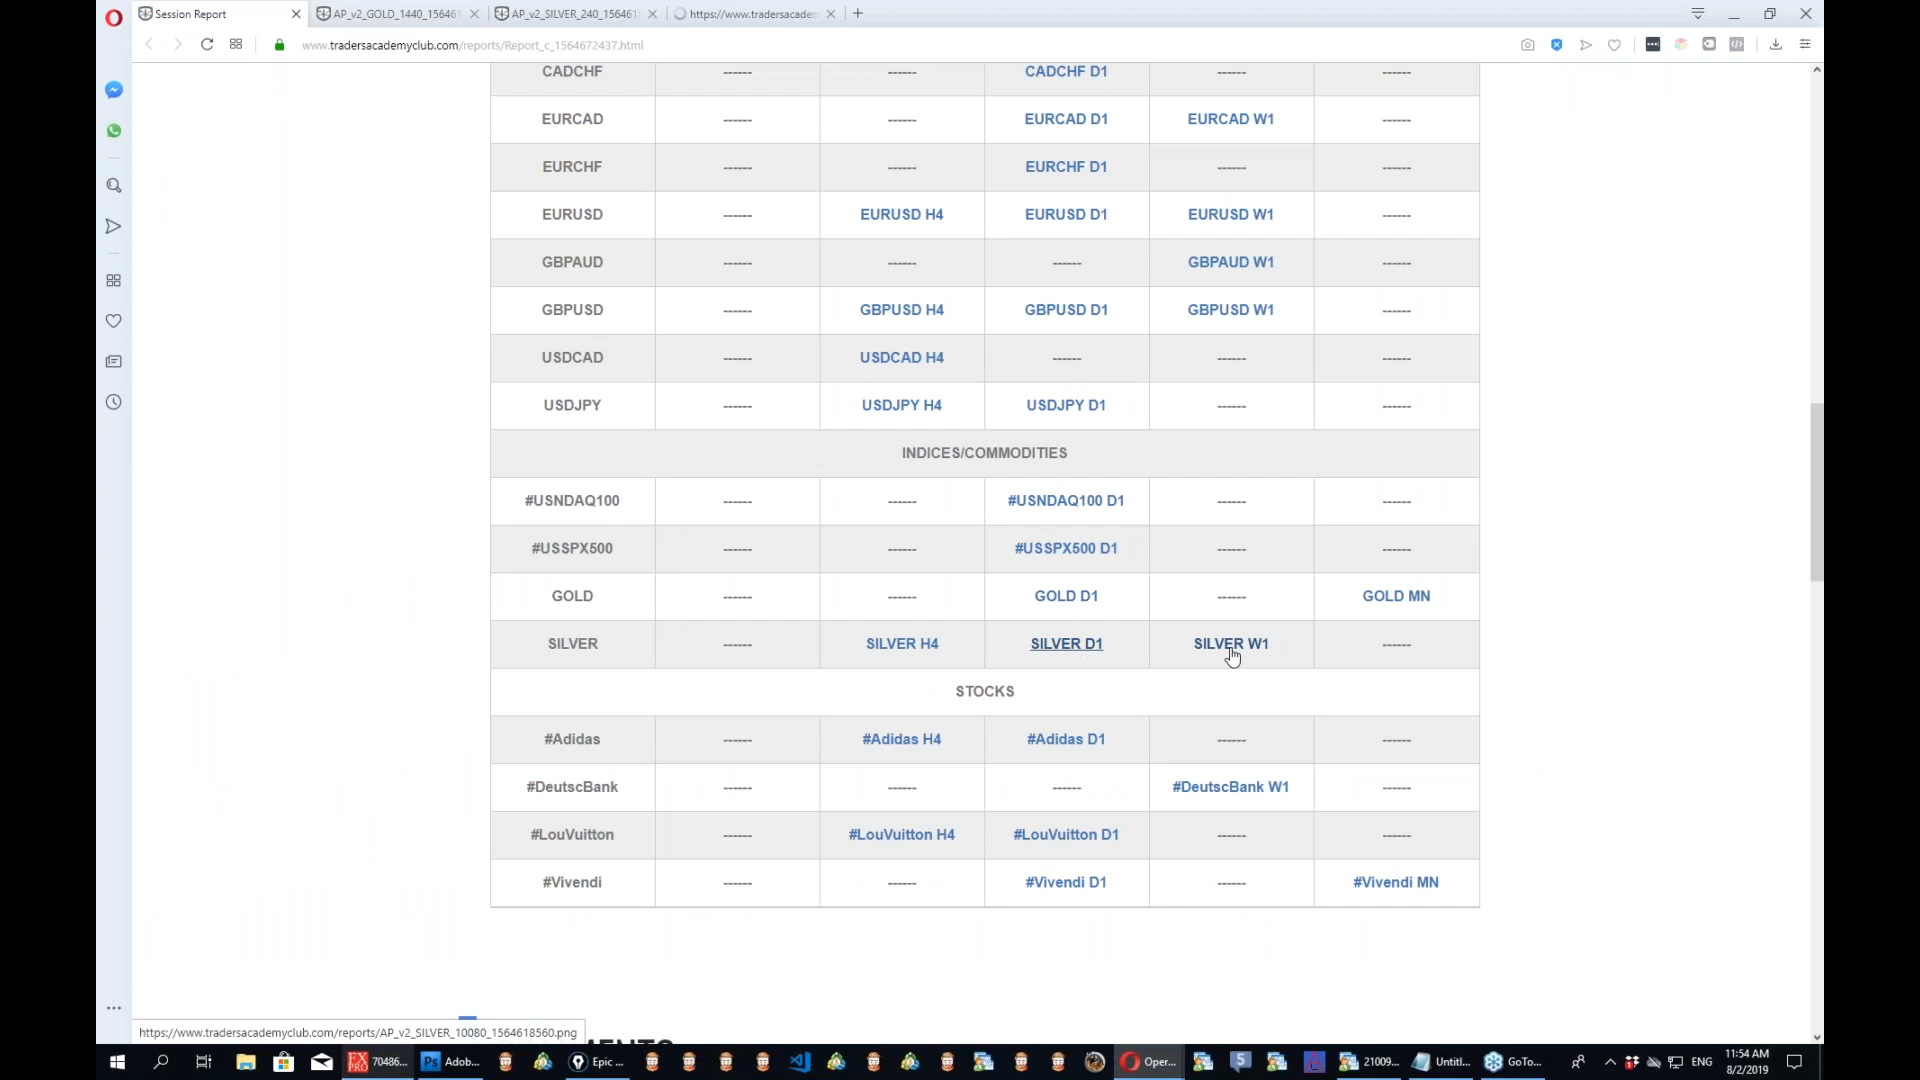 Session Report
AP_v2_GOLD_1440_15646
AP_v2_SILVER_240_15646
https://www.tradersacadem
www.tradersacademyclub.com/reports/Report_c_1564672437.html
CADCHF ------ ------ CADCHF D1 ------ ------
EURCAD ------ ------ EURCAD D1 EURCAD W1 ------
EURCHF ------ ------ EURCHF D1 ------ ------
EURUSD ------ EURUSD H4 EURUSD D1 EURUSD W1 ------
GBPAUD ------ ------ ------ GBPAUD W1 ------
GBPUSD ------ GBPUSD H4 GBPUSD D1 GBPUSD W1 ------
USDCAD ------ USDCAD H4 ------ ------ ------
USDJPY ------ USDJPY H4 USDJPY D1 ------ ------
INDICES/COMMODITIES
#USNDAQ100 ------ ------ #USNDAQ100 D1 ------ ------
#USSPX500 ------ ------ #USSPX500 D1 ------ ------
GOLD ------ ------ GOLD D1 ------ GOLD MN
SILVER ------ SILVER H4 SILVER D1 SILVER W1 ------
STOCKS
#Adidas ------ #Adidas H4 #Adidas D1 ------ ------
#DeutscBank ------ ------ ------ #DeutscBank W1 ------
#LouVuitton ------ #LouVuitton H4 #LouVuitton D1 ------ ------
#Vivendi ------ ------ #Vivendi D1 ------ #Vivendi MN
https://www.tradersacademyclub.com/reports/AP_v2_SILVER_10080_1564618560.png
70486...
Adob...
Epic ...
Oper...
21009...
Untitl...
GoTo...
ENG
11:54 AM
8/2/2019